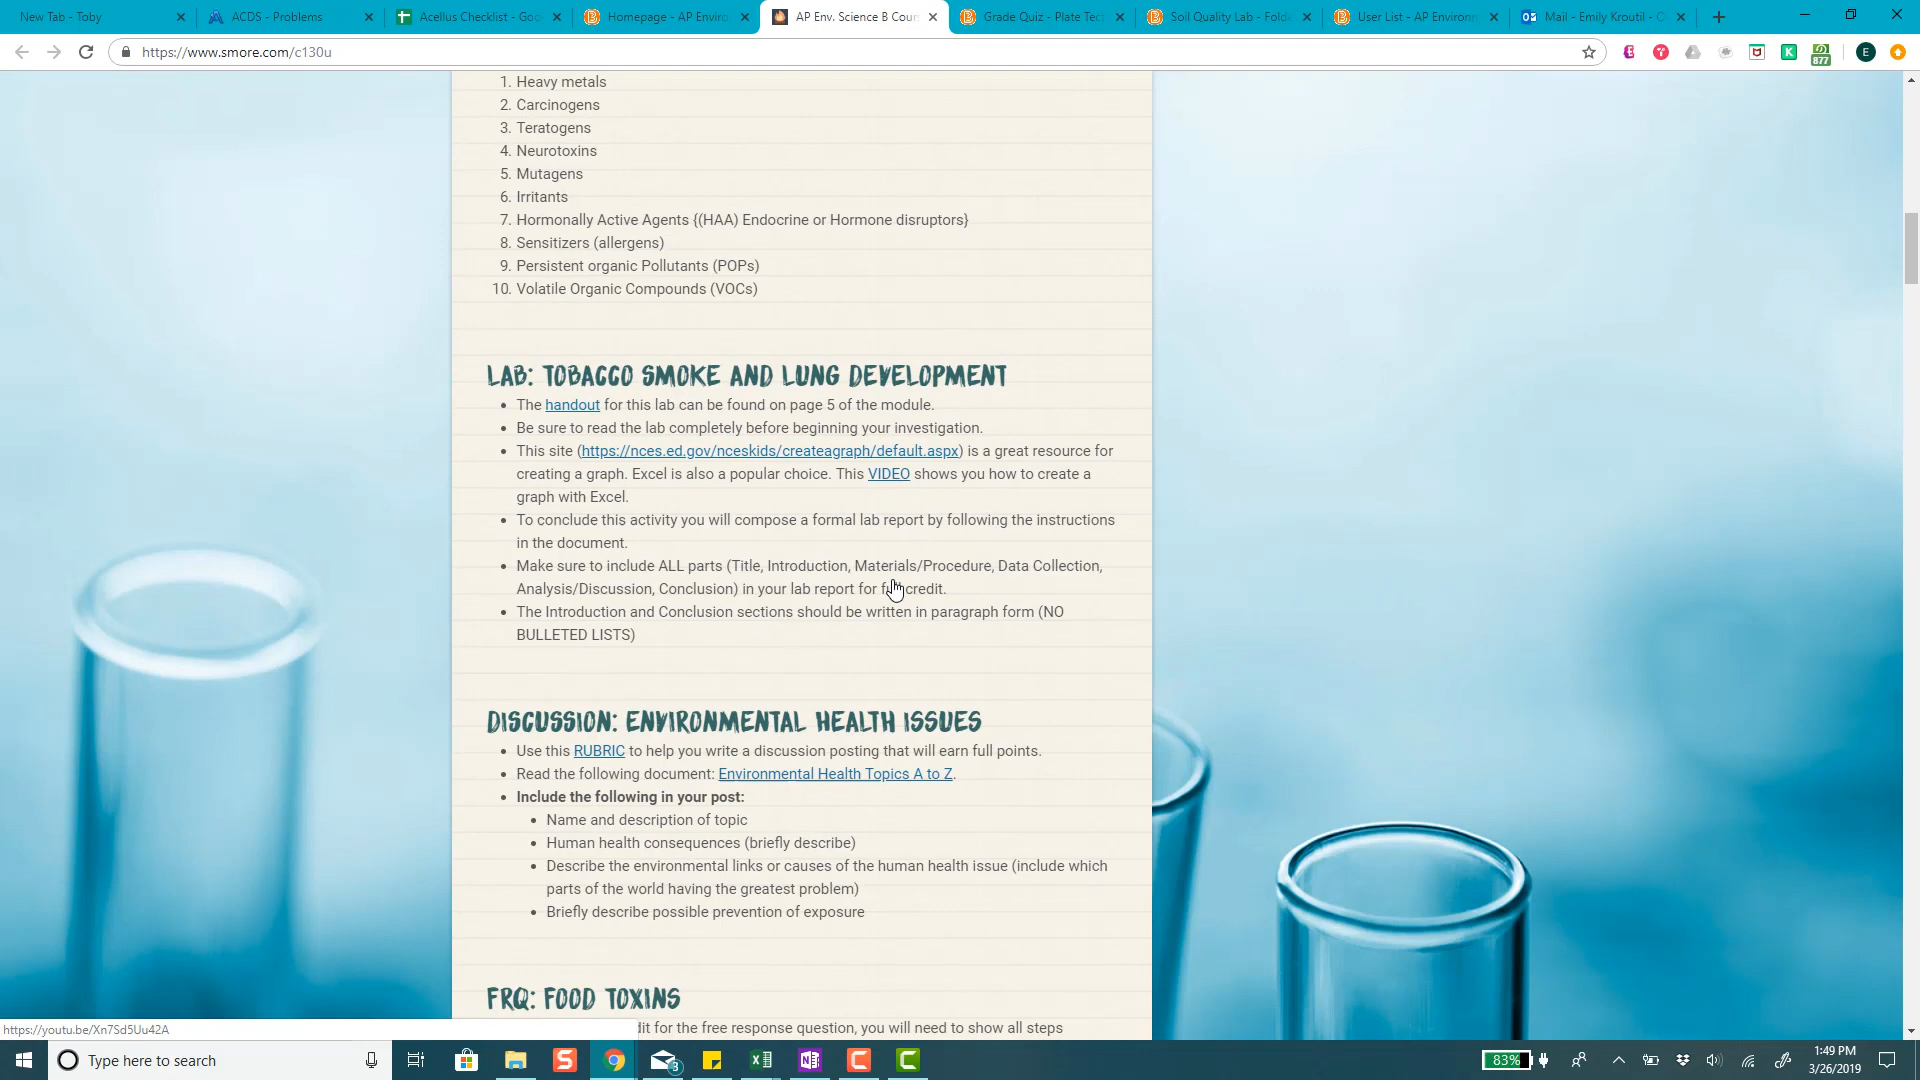 New Tab - Toby
ACDS - Problems
Acellus Checklist - Goo
Homepage - AP Enviro
AP Env. Science B Cour
Grade Quiz - Plate Tect
Soil Quality Lab - Folde
User List - AP Environm
Mail - Emily Kroutil - O
https://www.smore.com/c130u
877
E
1. Heavy metals
2. Carcinogens
3. Teratogens
4. Neurotoxins
5. Mutagens
6. Irritants
7. Hormonally Active Agents {(HAA) Endocrine or Hormone disruptors}
8. Sensitizers (allergens)
9. Persistent organic Pollutants (POPs)
10. Volatile Organic Compounds (VOCs)
LAB: TOBACCO SMOKE AND LUNG DEVELOPMENT
• The handout for this lab can be found on page 5 of the module.
• Be sure to read the lab completely before beginning your investigation.
• This site (https://nces.ed.gov/nceskids/createagraph/default.aspx) is a great resource for
creating a graph. Excel is also a popular choice. This VIDEO shows you how to create a
graph with Excel.
• To conclude this activity you will compose a formal lab report by following the instructions
in the document.
• Make sure to include ALL parts (Title, Introduction, Materials/Procedure, Data Collection,
Analysis/Discussion, Conclusion) in your lab report for full credit.
• The Introduction and Conclusion sections should be written in paragraph form (NO
BULLETED LISTS)
DISCUSSION: ENVIRONMENTAL HEALTH ISSUES
• Use this RUBRIC to help you write a discussion posting that will earn full points.
• Read the following document: Environmental Health Topics A to Z.
• Include the following in your post:
• Name and description of topic
• Human health consequences (briefly describe)
• Describe the environmental links or causes of the human health issue (include which
parts of the world having the greatest problem)
• Briefly describe possible prevention of exposure
FRQ: FOOD TOXINS
dit for the free response question, you will need to show all steps
https://youtu.be/Xn7Sd5Uu42A
Type here to search
3
83%
1:49 PM
3/26/2019